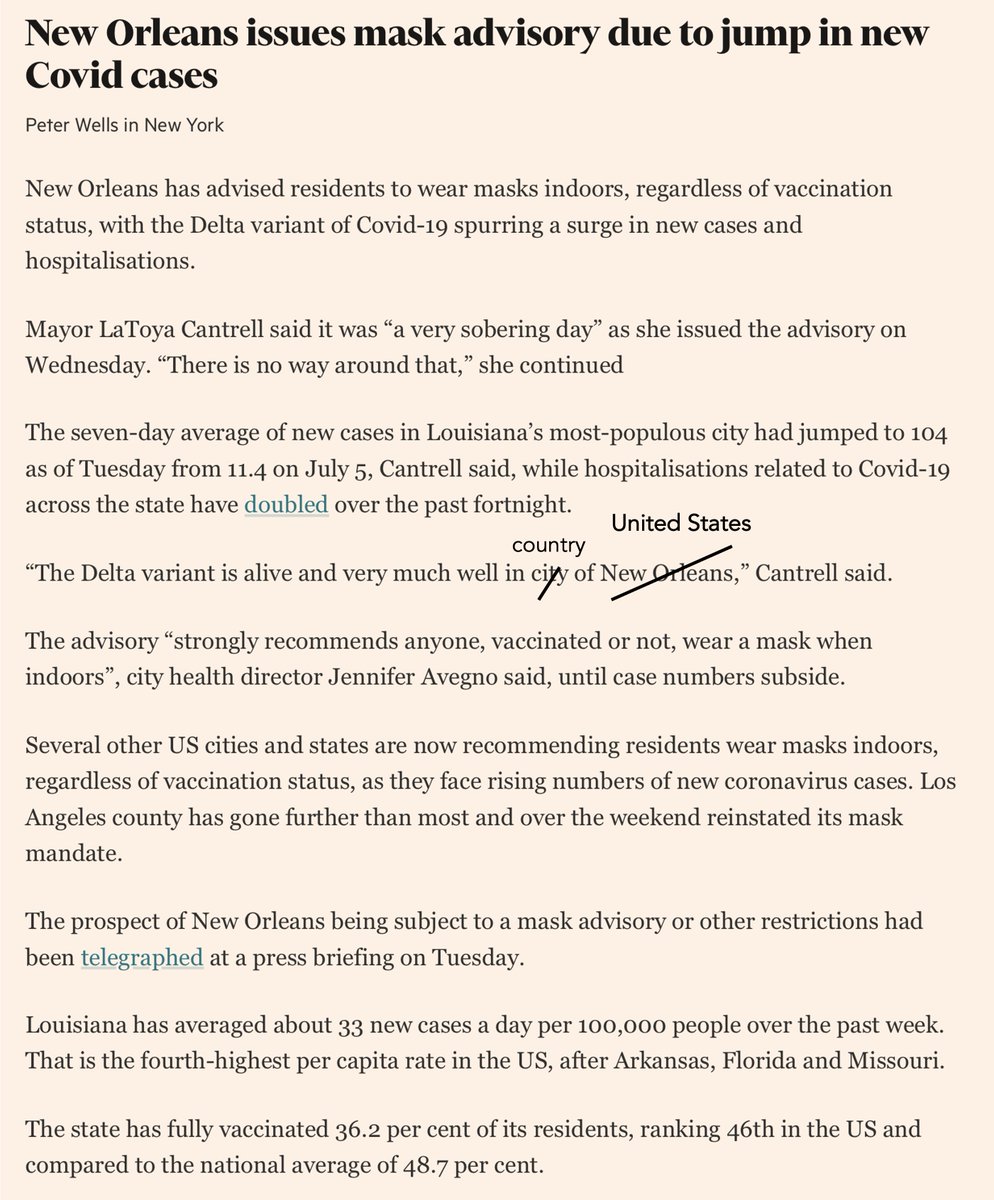 New Orleans issues mask advisory due to jump in new
Covid cases
Peter Wells in New York
New Orleans has advised residents to wear masks indoors, regardless of vaccination
status, with the Delta variant of Covid-19 spurring a surge in new cases and
hospitalisations.
Mayor LaToya Cantrell said it was “a very sobering day” as she issued the advisory on
Wednesday. “There is no way around that,” she continued
The seven-day average of new cases in Louisiana’s most-populous city had jumped to 104
as of Tuesday from 11.4 on July 5, Cantrell said, while hospitalisations related to Covid-19
across the state have doubled over the past fortnight.
United States
country
“The Delta variant is alive and very much well in city of New Orleans,” Cantrell said.
The advisory “strongly recommends anyone, vaccinated or not, wear a mask when
indoors”, city health director Jennifer Avegno said, until case numbers subside.
Several other US cities and states are now recommending residents wear masks indoors,
regardless of vaccination status, as they face rising numbers of new coronavirus cases. Los
Angeles county has gone further than most and over the weekend reinstated its mask
mandate.
The prospect of New Orleans being subject to a mask advisory or other restrictions had
been telegraphed at a press briefing on Tuesday.
Louisiana has averaged about 33 new cases a day per 100,000 people over the past week.
That is the fourth-highest per capita rate in the US, after Arkansas, Florida and Missouri.
The state has fully vaccinated 36.2 per cent of its residents, ranking 46th in the US and
compared to the national average of 48.7 per cent.